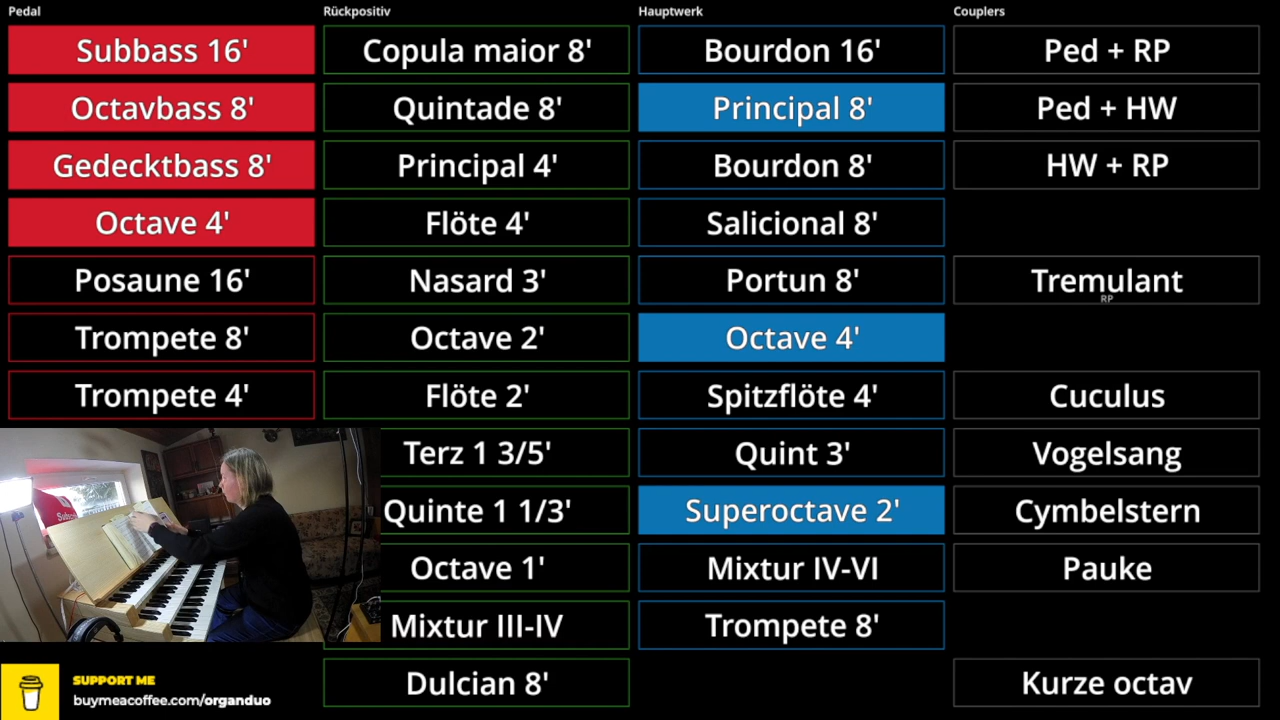 Pedal
Subbass 16'
Octavbass 8'
Gedecktbass 8'
Octave 4'
Posaune 16'
Trompete 8'
Trompete 4'
Rückpositiv
Copula maior 8'
Quintade 8'
Principal 4'
Flöte 4'
Nasard 3'
Octave 2'
Flöte 2'
Terz 1 3/5'
Quinte 1 1/3'
Octave 1'
Mixtur III-IV
Dulcian 8'
Hauptwerk
Bourdon 16'
Principal 8'
Bourdon 8'
Salicional 8'
Portun 8'
Octave 4'
Spitzflöte 4'
Quint 3'
Superoctave 2'
Mixtur IV-VI
Trompete 8'
Couplers
Ped + RP
Ped + HW
HW + RP
Tremulant
RP
Cuculus
Vogelsang
Cymbelstern
Pauke
Kurze octav
SUPPORT ME
buymeacoffee.com/organduo